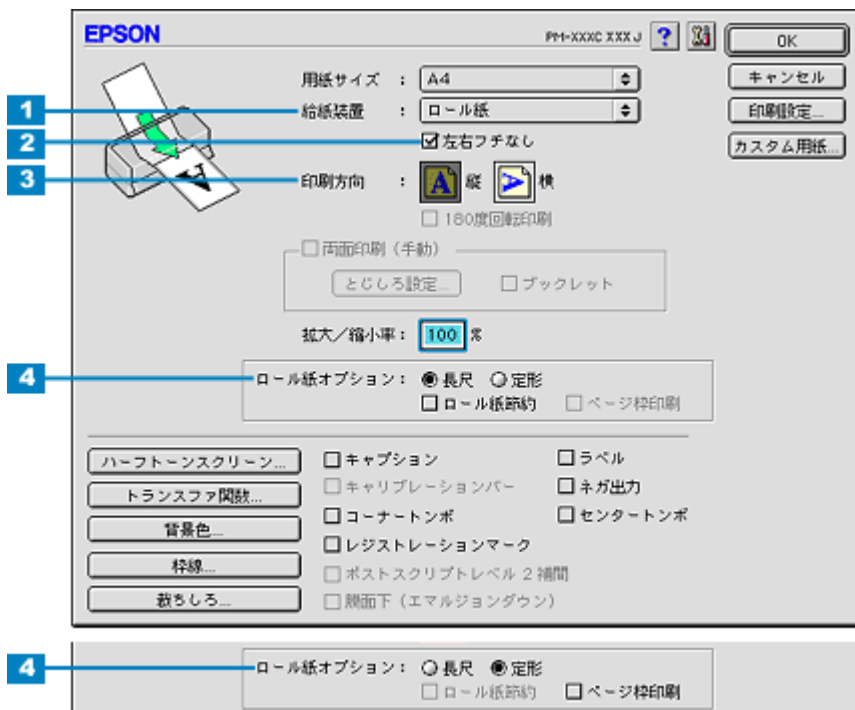 EPSON PM-XXXC XXX J ? OK
用紙サイズ : A4 キャンセル
1 給紙装置 : ロール紙 印刷設定...
2 左右フチなし カスタム用紙...
3 印刷方向 : A 縦 A 横
180度回転印刷
両面印刷（手動）
とじしろ設定... ブックレット
拡大／縮小率: 100 %
4 ロール紙オプション: 長尺 定形
ロール紙節約 ページ枠印刷
ハーフトーンスクリーン... キャプション ラベル
トランスファ関数... キャリブレーションバー ネガ出力
背景色... コーナートンボ センタートンボ
枠線... レジストレーションマーク
ポストスクリプトレベル 2 補間
裁ちしろ... 膜面下（エマルジョンダウン）
4 ロール紙オプション: 長尺 定形
ロール紙節約 ページ枠印刷